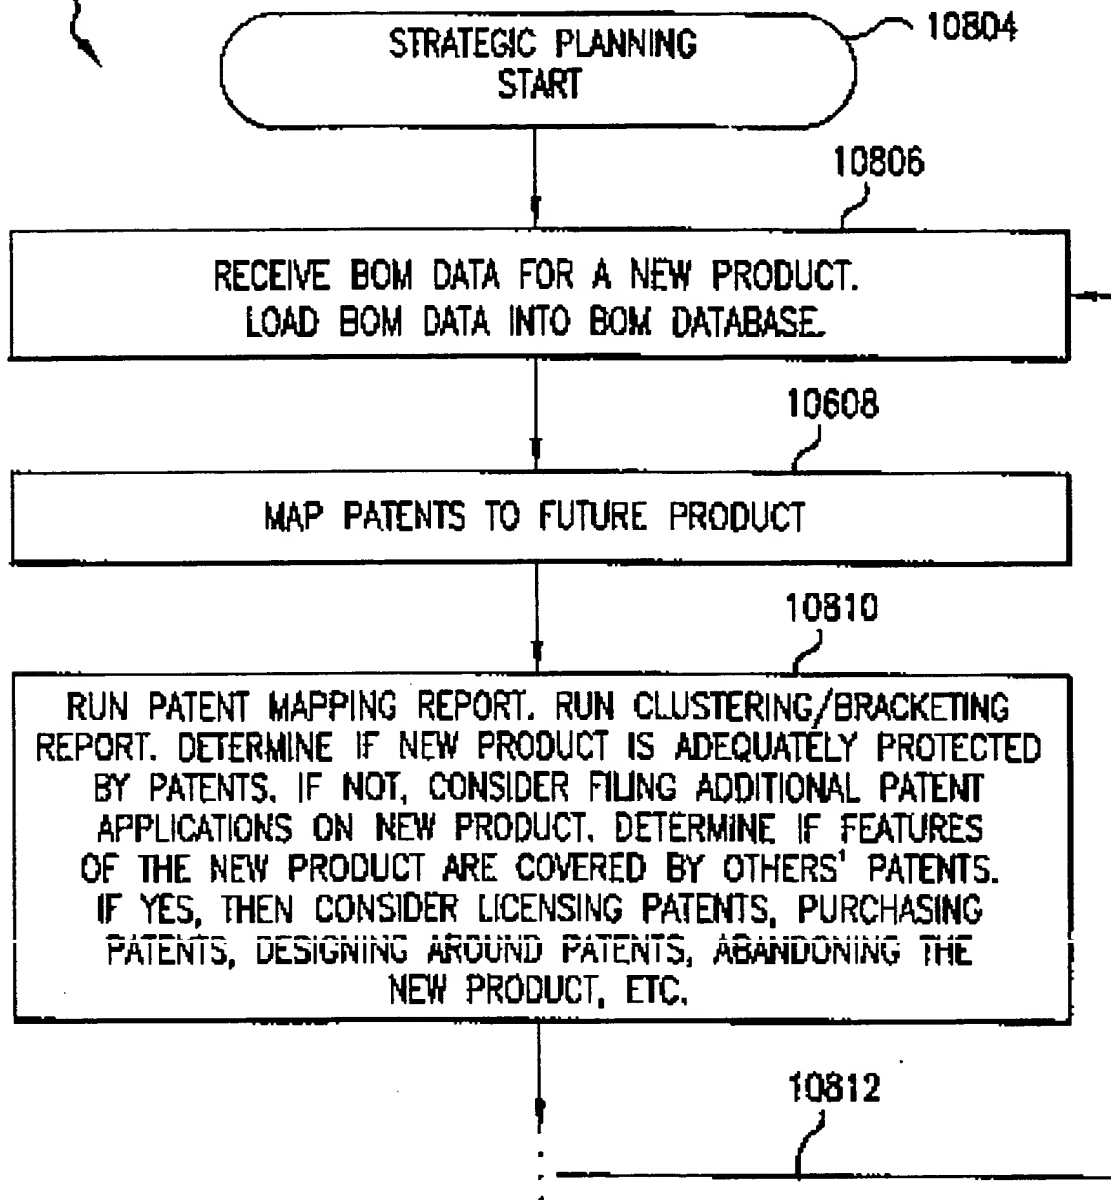 STRATEGIC PLANNING
START
10804
10806
RECEIVE BOM DATA FOR A NEW PRODUCT.
LOAD BOM DATA INTO BOM DATABASE.
10608
MAP PATENTS TO FUTURE PRODUCT
10810
RUN PATENT MAPPING REPORT. RUN CLUSTERING/BRACKETING
REPORT. DETERMINE IF NEW PRODUCT IS ADEQUATELY PROTECTED
BY PATENTS. IF NOT, CONSIDER FILING ADDITIONAL PATENT
APPLICATIONS ON NEW PRODUCT. DETERMINE IF FEATURES
OF THE NEW PRODUCT ARE COVERED BY OTHERS' PATENTS.
IF YES, THEN CONSIDER LICENSING PATENTS, PURCHASING
PATENTS, DESIGNING AROUND PATENTS, ABANDONING THE
NEW PRODUCT, ETC.
10812